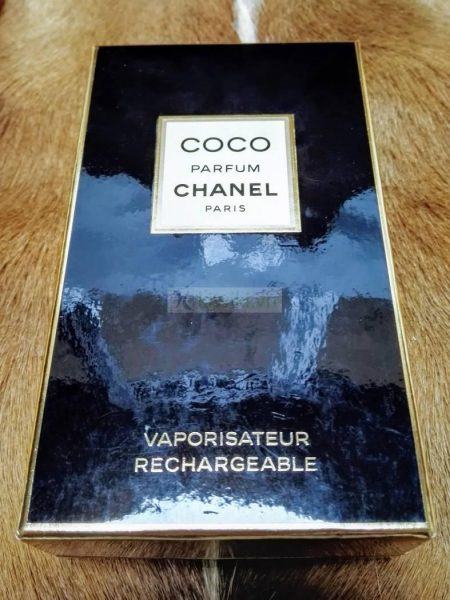 COCO
PARFUM
CHANEL
PARIS
VAPORISATEUR
RECHARGEABLE